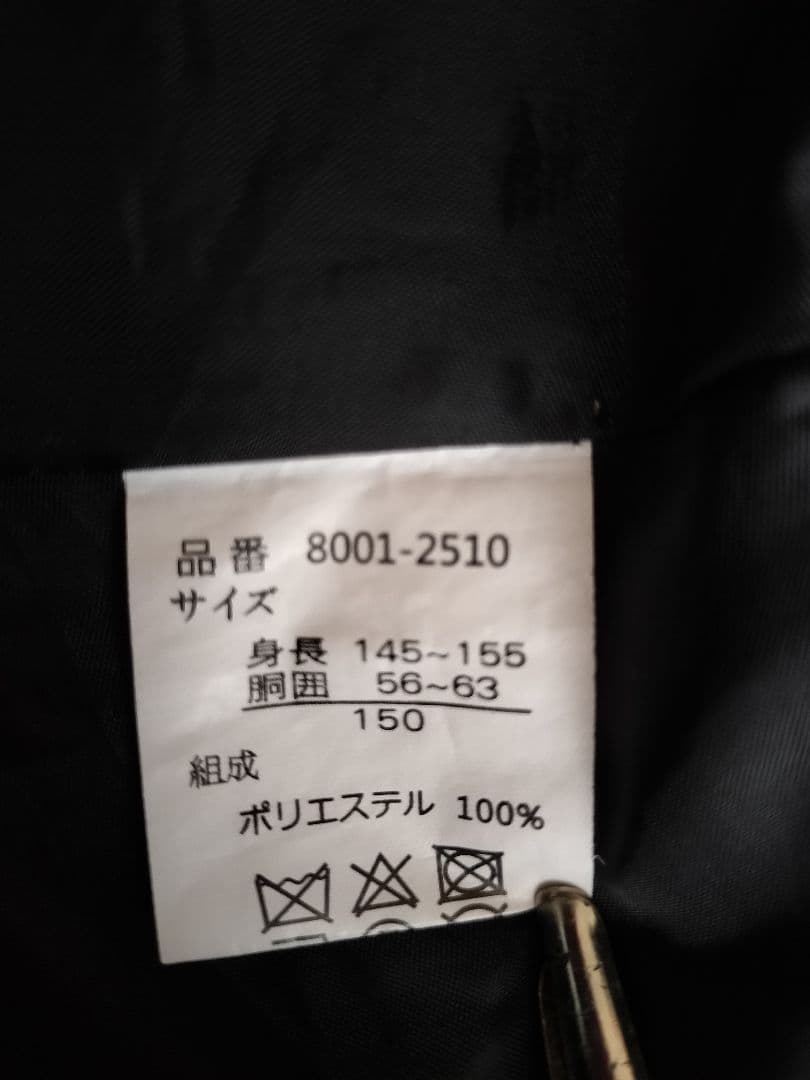 品番 8001-2510
サイズ
身長 145~155
胴囲 56~63
150
組成
ポリエステル 100%